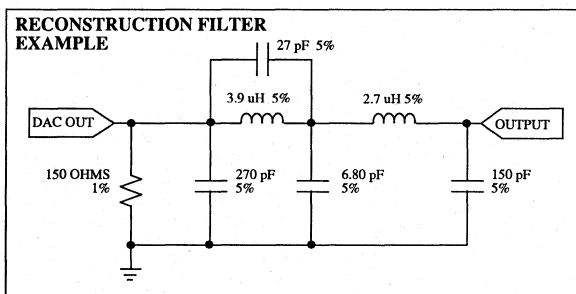 RECONSTRUCTION FILTER
EXAMPLE
27 pF 5%
3.9 uH 5%
2.7 uH 5%
DAC OUT
OUTPUT
150 OHMS
1%
270 pF
5%
6.80 pF
5%
150 pF
5%